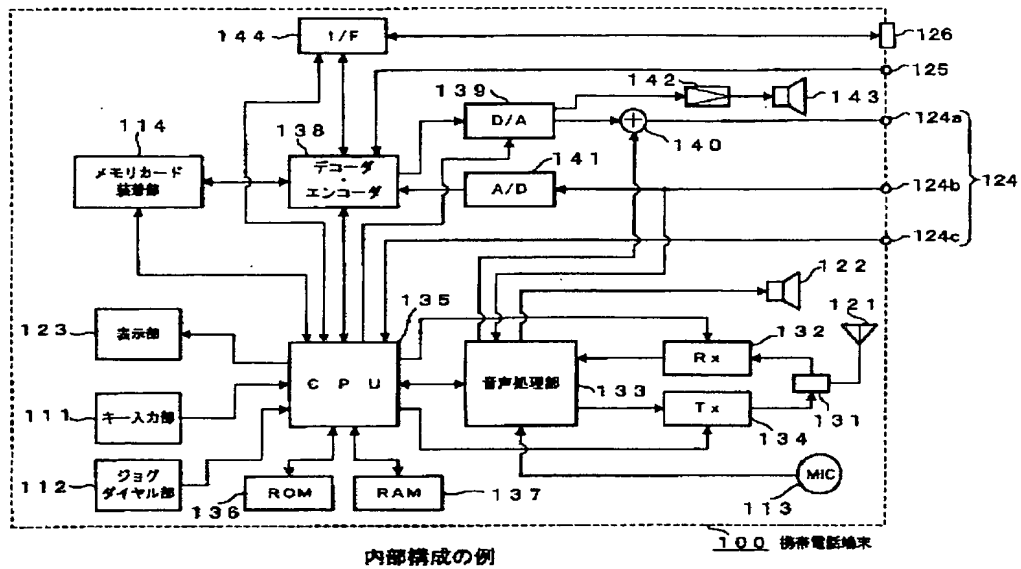 144
I/F
126
125
142
139
143
114
138
D/A
124a
デコーダ
・
エンコーダ
140
141
メモリカード
装着部
A/D
124b
124
124c
122
135
121
123
表示部
132
Rx
CPU
音声処理部
133
111
キー入力部
Tx
131
134
ジョグ
ダイヤル部
112
MIC
ROM
RAM
137
136
113
100 携帯電話端末
内部構成の例